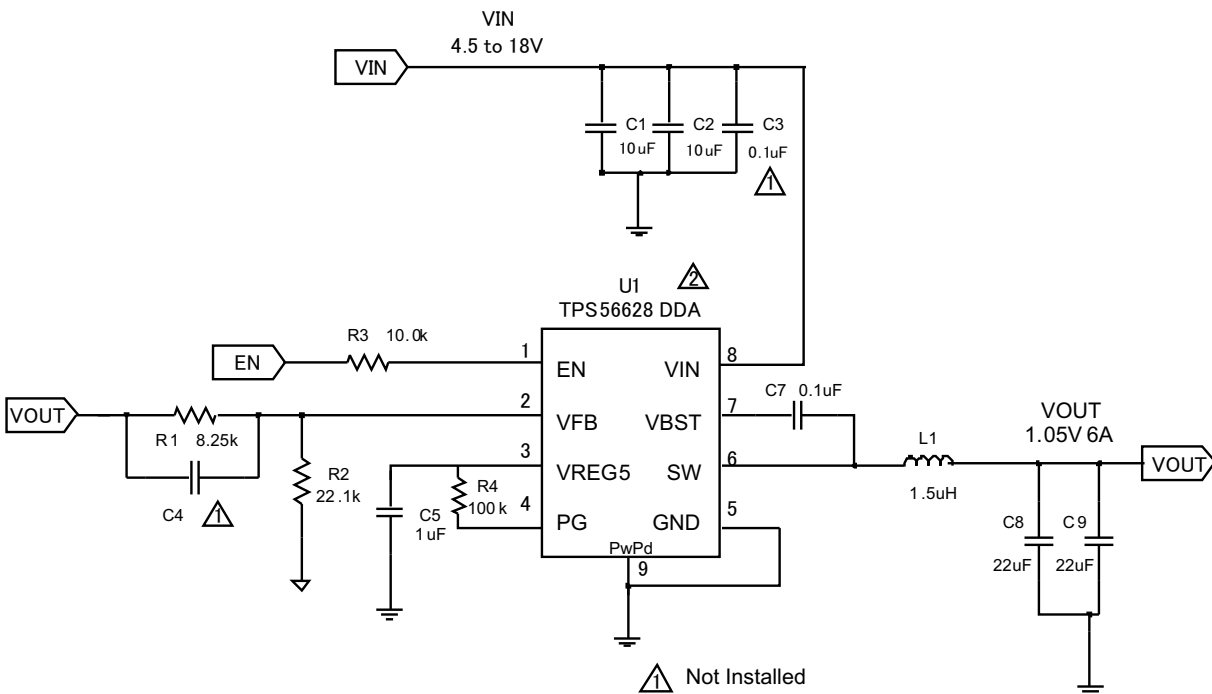 VIN
4.5 to 18V
VIN
C1
10uF
C2
10uF
C3
0.1uF
1
U1
2
TPS56628 DDA
R3 10.0k
EN
1
EN
VIN
8
C7 0.1uF
VOUT
R1 8.25k
2
VFB
VBST
7
VOUT
1.05V 6A
L1
1.5uH
VOUT
C4
1
R2
22.1k
3
VREG5
SW
6
R4
100k
C5
1uF
4
PG
GND
5
PwPd
9
C8
22uF
C9
22uF
1 Not Installed